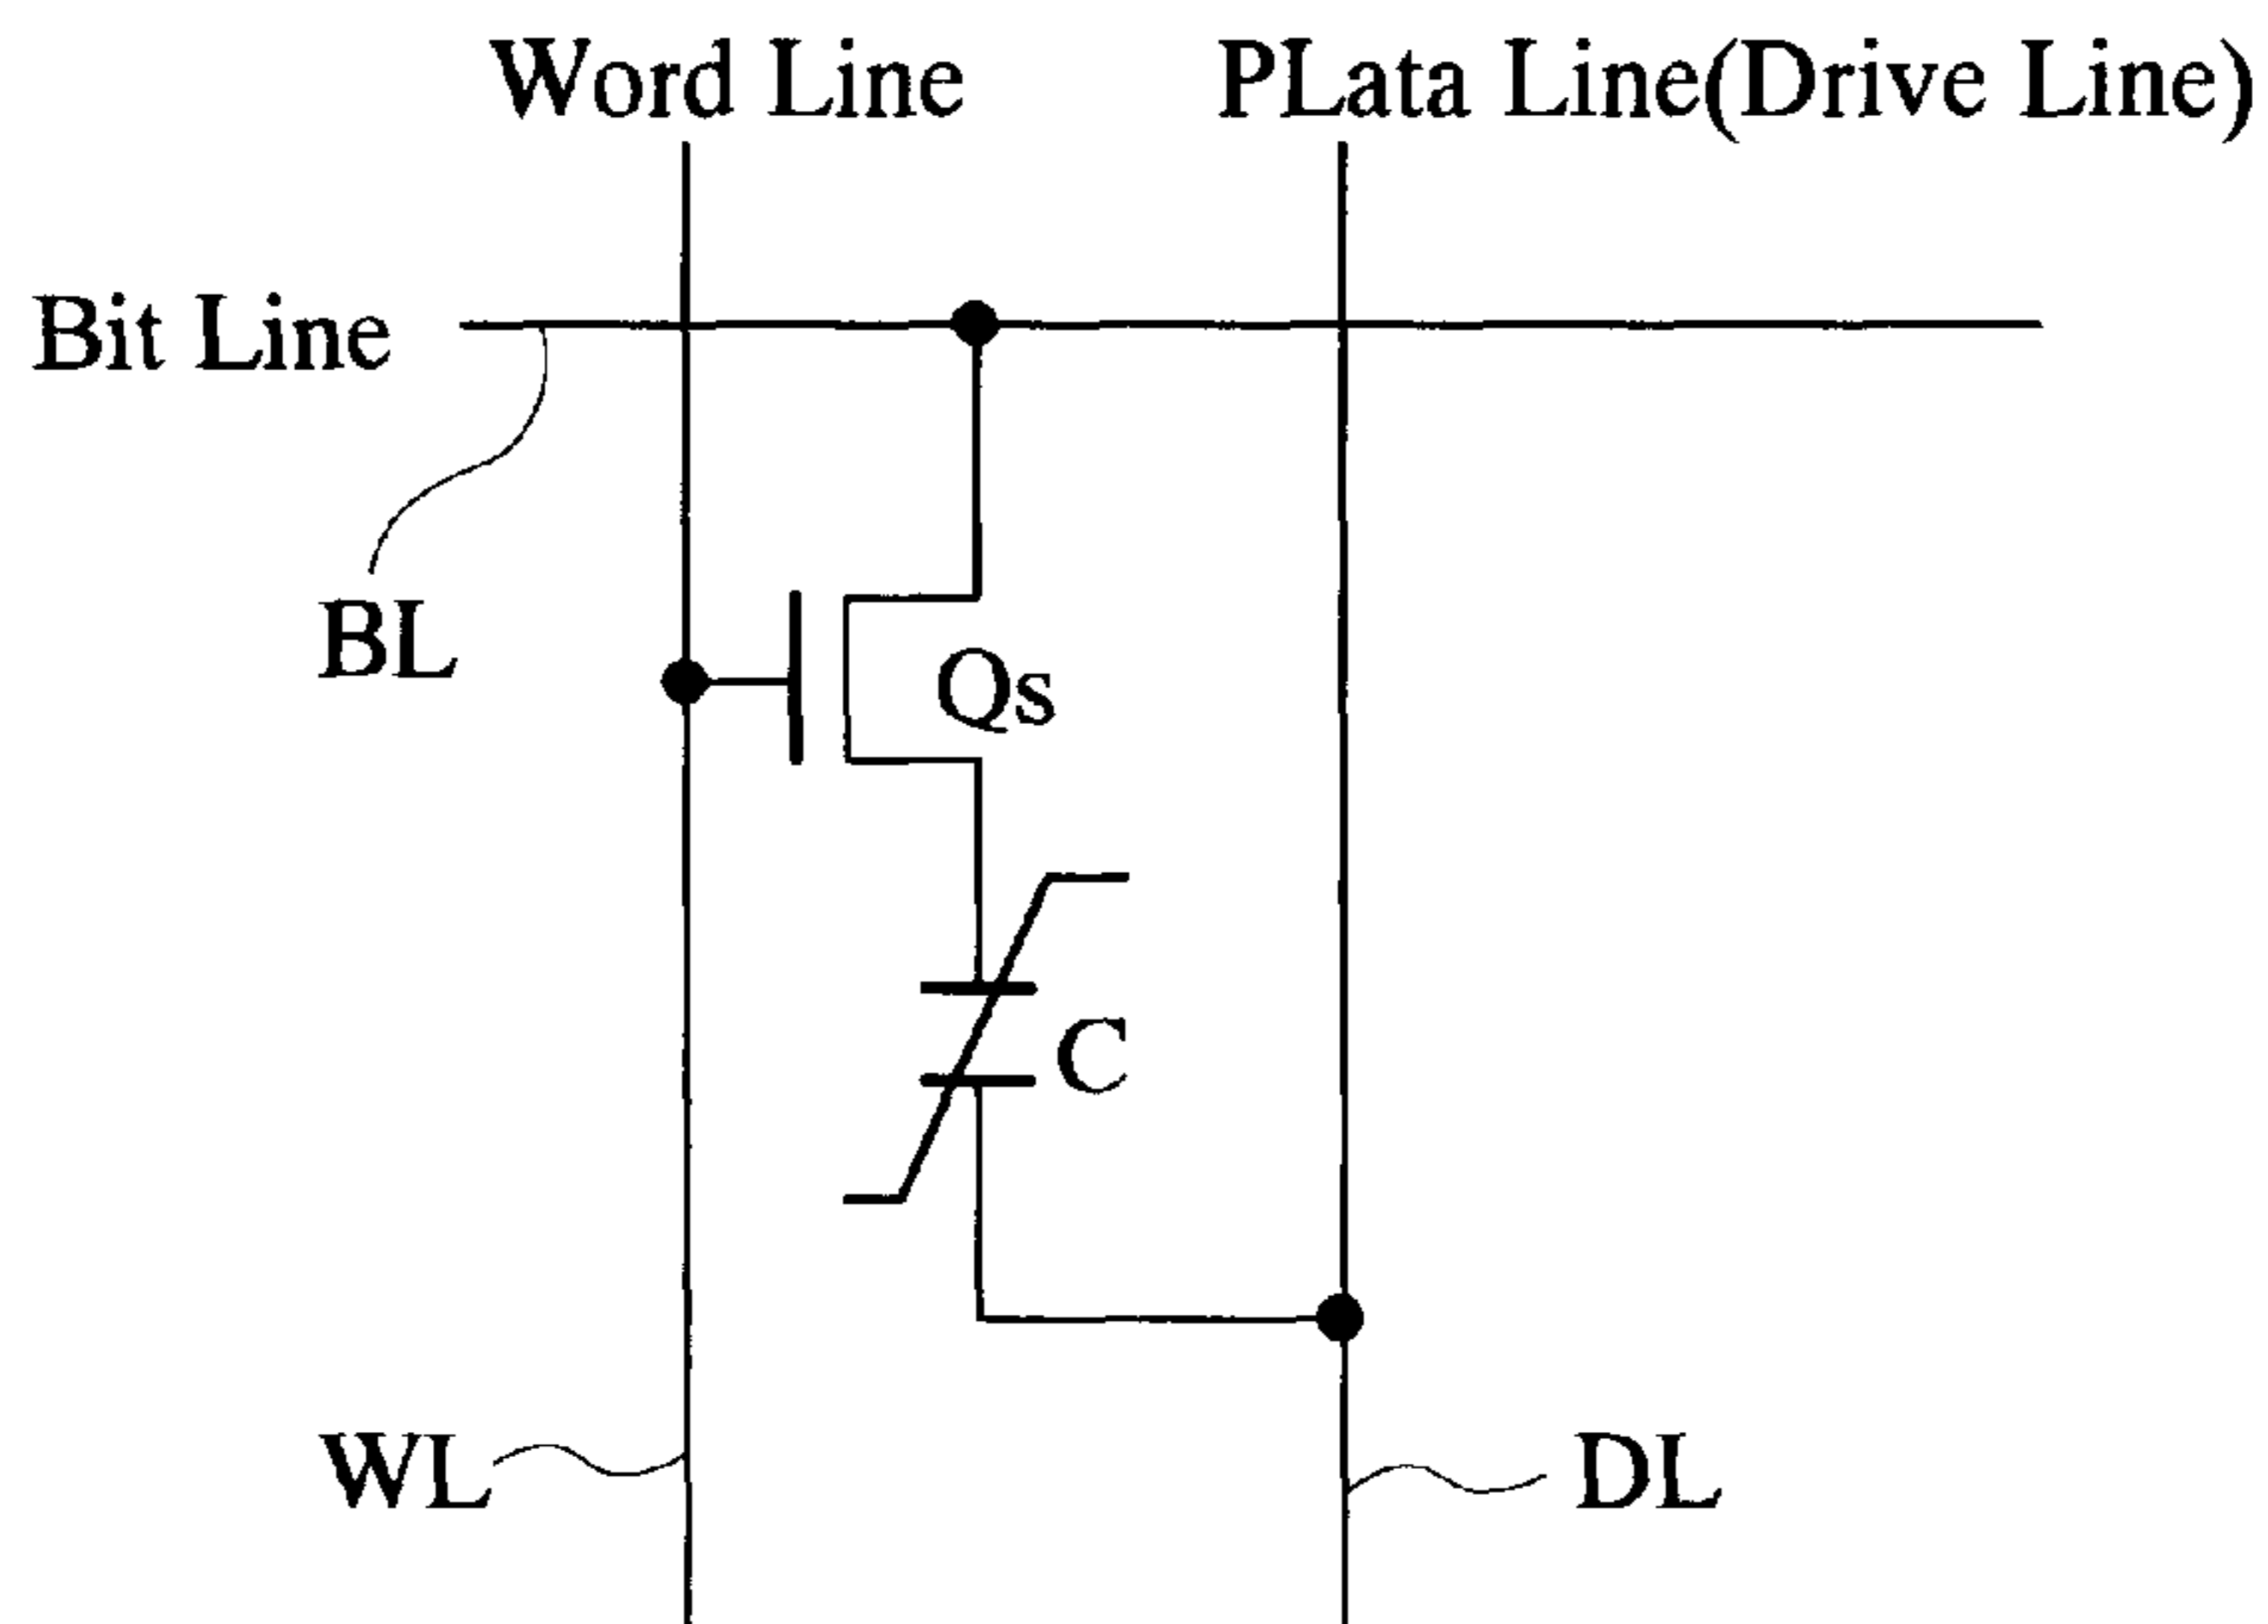 Word Line
PLata Line(Drive Line)
Bit Line
BL
Qs
C
WL
DL